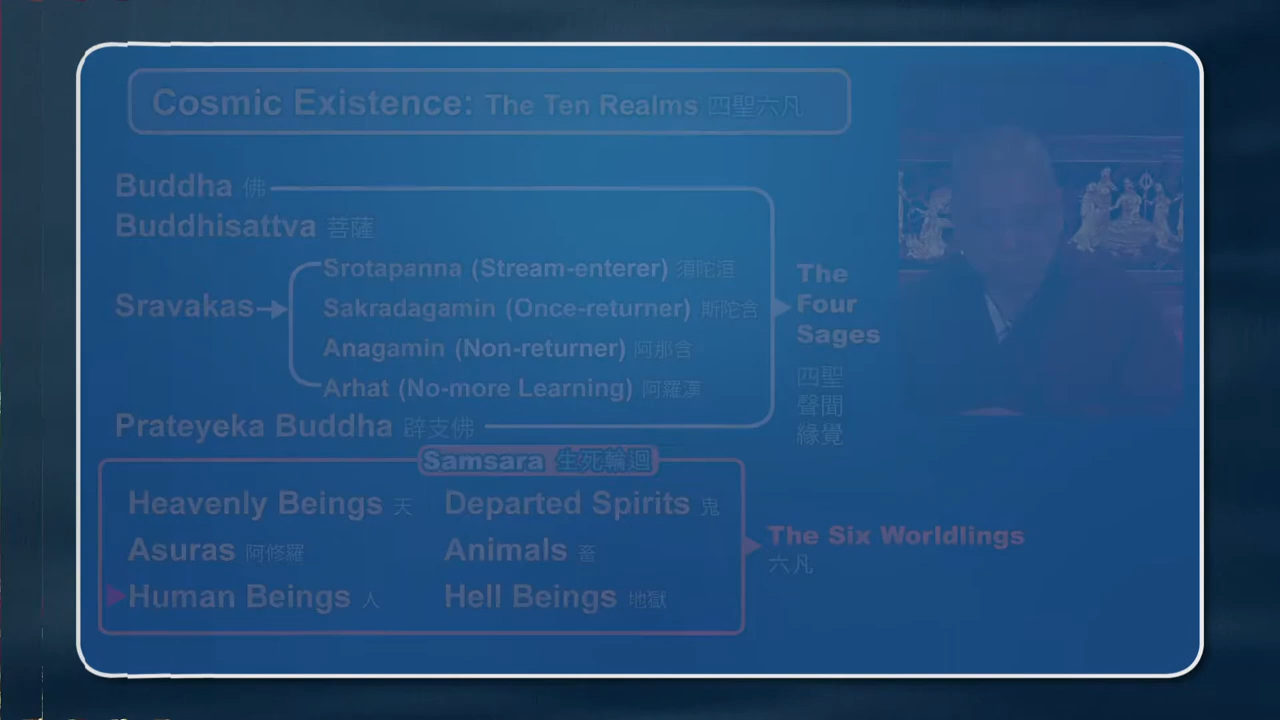 Cosmic Existence: The Ten Realms 四聖六凡
Buddha 佛
Buddhisattva 菩薩
Sravakas
Srotapanna (Stream-enterer) 須陀洹
Sakradagamin (Once-returner) 斯陀含
Anagamin (Non-returner) 阿那含
Arhat (No-more Learning) 阿羅漢
Prateyeka Buddha 辟支佛
The
Four
Sages
四聖
聲聞
緣覺
Samsara 生死輪迴
Heavenly Beings 天
Departed Spirits 鬼
Asuras 阿修羅
Animals 畜
Human Beings 人
Hell Beings 地獄
The Six Worldlings
六凡